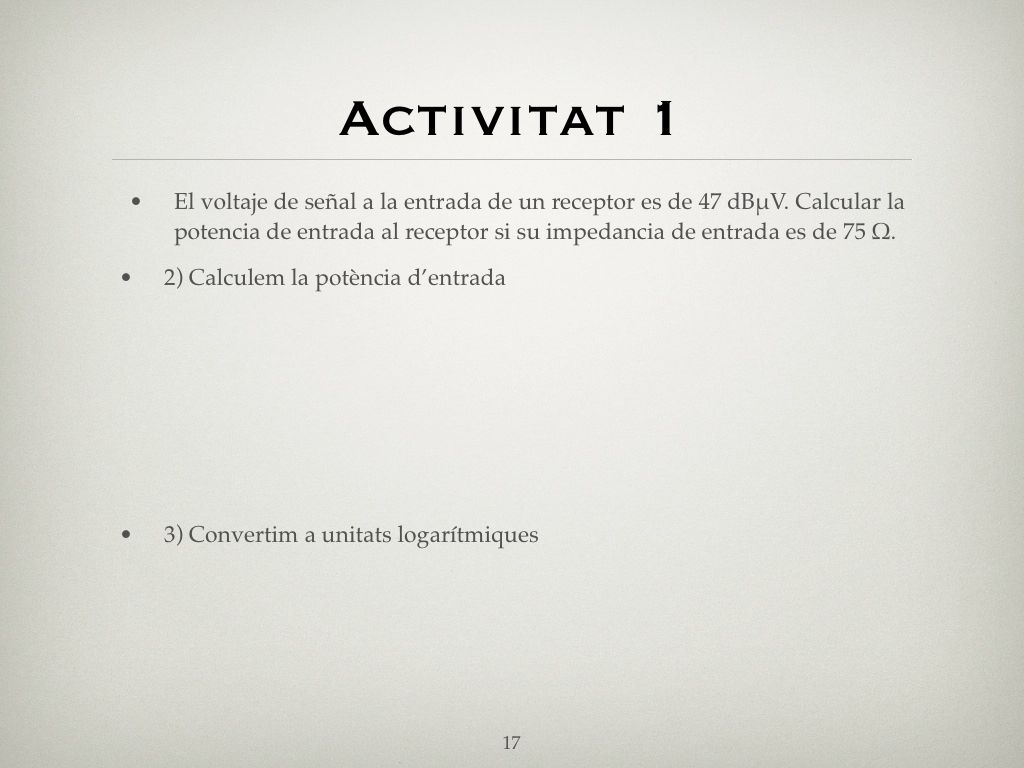 Activitat 1
• El voltaje de señal a la entrada de un receptor es de 47 dBµV. Calcular la
potencia de entrada al receptor si su impedancia de entrada es de 75 Ω.
• 2) Calculem la potència d’entrada
• 3) Convertim a unitats logarítmiques
17